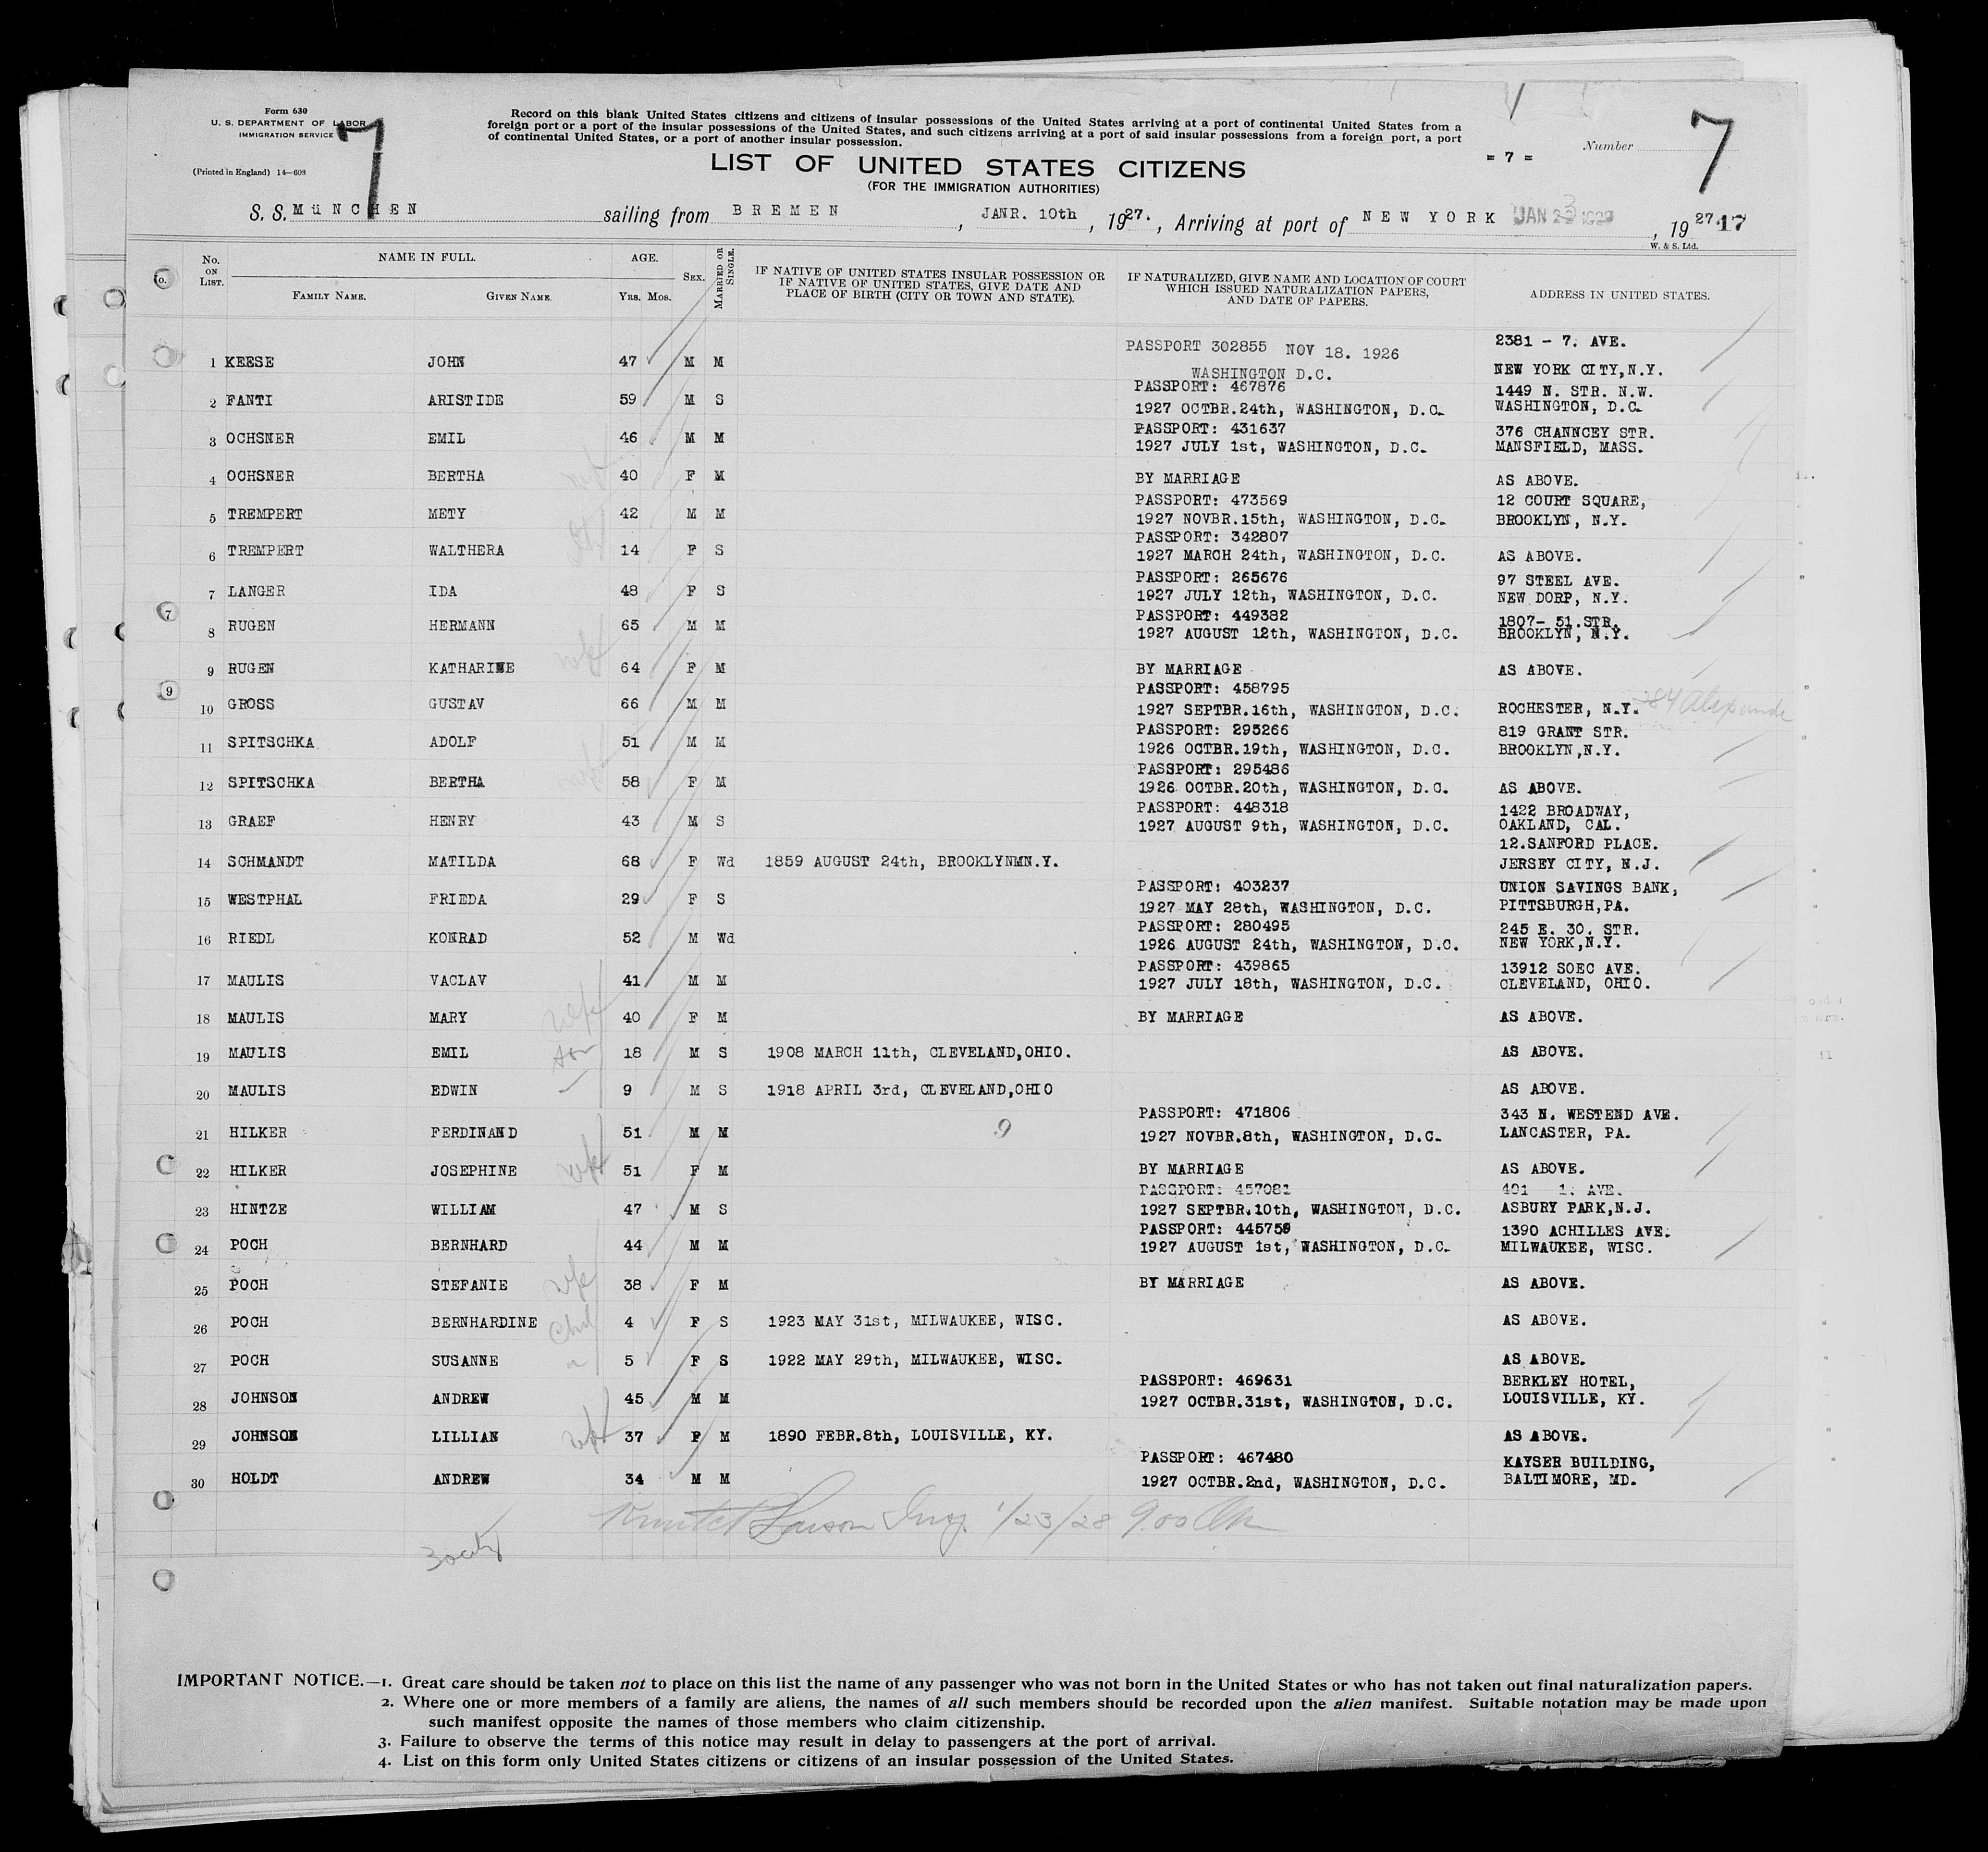 Form 630
U. S. DEPARTMENT OF LABOR
IMMIGRATION SERVICE
(Printed in England) 14—608
7
Record on this blank United States citizens and citizens of insular possessions of the United States arriving at a port of continental United States from a
foreign port or a port of the insular possessions of the United States, and such citizens arriving at a port of said insular possessions from a foreign port, a port
of continental United States, or a port of another insular possession.
LIST OF UNITED STATES CITIZENS
(FOR THE IMMIGRATION AUTHORITIES)
= 7 =
Number
7
S. S. MüNCHEN sailing from BREMEN, JANR. 10th, 1927., Arriving at port of NEW YORK JAN 23, 1927. 17
W. & S. Ltd.
No. ON LIST. NAME IN FULL. AGE. SEX. MARRIED OR SINGLE. IF NATIVE OF UNITED STATES INSULAR POSSESSION OR IF NATIVE OF UNITED STATES, GIVE DATE AND PLACE OF BIRTH (CITY OR TOWN AND STATE). IF NATURALIZED, GIVE NAME AND LOCATION OF COURT WHICH ISSUED NATURALIZATION PAPERS, AND DATE OF PAPERS. ADDRESS IN UNITED STATES.
FAMILY NAME. GIVEN NAME. YRS. MOS.
PASSPORT 302855 NOV 18. 1926 2381 - 7. AVE.
1 KEESE JOHN 47 M M WASHINGTON D.C. NEW YORK CITY,N.Y.
PASSPORT: 467876 1449 N. STR. N.W.
2 FANTI ARISTIDE 59 M S 1927 OCTBR.24th, WASHINGTON, D.C. WASHINGTON, D.C.
PASSPORT: 431637 376 CHANNCEY STR.
3 OCHSNER EMIL 46 M M 1927 JULY 1st, WASHINGTON, D.C. MANSFIELD, MASS.
4 OCHSNER BERTHA 40 F M BY MARRIAGE AS ABOVE.
PASSPORT: 473569 12 COURT SQUARE,
5 TREMPERT METY 42 M M 1927 NOVBR.15th, WASHINGTON, D.C. BROOKLYN, N.Y.
PASSPORT: 342807
6 TREMPERT WALTHERA 14 F S 1927 MARCH 24th, WASHINGTON, D.C. AS ABOVE.
PASSPORT: 265676 97 STEEL AVE.
7 LANGER IDA 48 F S 1927 JULY 12th, WASHINGTON, D.C. NEW DORP, N.Y.
PASSPORT: 449382 1807- 51.STR.
8 RUGEN HERMANN 65 M M 1927 AUGUST 12th, WASHINGTON, D.C. BROOKLYN, N.Y.
9 RUGEN KATHARINE 64 F M BY MARRIAGE AS ABOVE.
PASSPORT: 458795
10 GROSS GUSTAV 66 M M 1927 SEPTBR.16th, WASHINGTON, D.C. ROCHESTER, N.Y.
PASSPORT: 295266 819 GRANT STR.
11 SPITSCHKA ADOLF 51 M M 1926 OCTBR.19th, WASHINGTON, D.C. BROOKLYN,N.Y.
PASSPORT: 295486
12 SPITSCHKA BERTHA 58 F M 1926 OCTBR.20th, WASHINGTON, D.C. AS ABOVE.
PASSPORT: 448318 1422 BROADWAY,
13 GRAEF HENRY 43 M S 1927 AUGUST 9th, WASHINGTON, D.C. OAKLAND, CAL.
12.SANFORD PLACE.
14 SCHMANDT MATILDA 68 F Wd 1859 AUGUST 24th, BROOKLYNMN.Y. JERSEY CITY, N.J.
PASSPORT: 403237 UNION SAVINGS BANK,
15 WESTPHAL FRIEDA 29 F S 1927 MAY 28th, WASHINGTON, D.C. PITTSBURGH,PA.
PASSPORT: 280495 245 E. 30. STR.
16 RIEDL KONRAD 52 M Wd 1926 AUGUST 24th, WASHINGTON, D.C. NEW YORK,N.Y.
PASSPORT: 439865 13912 SOEC AVE.
17 MAULIS VACLAV 41 M M 1927 JULY 18th, WASHINGTON, D.C. CLEVELAND, OHIO.
18 MAULIS MARY 40 F M BY MARRIAGE AS ABOVE.
19 MAULIS EMIL 18 M S 1908 MARCH 11th, CLEVELAND,OHIO. AS ABOVE.
20 MAULIS EDWIN 9 M S 1918 APRIL 3rd, CLEVELAND,OHIO AS ABOVE.
PASSPORT: 471806 343 N. WESTEND AVE.
21 HILKER FERDINAND 51 M M 1927 NOVBR.8th, WASHINGTON, D.C. LANCASTER, PA.
22 HILKER JOSEPHINE 51 F M BY MARRIAGE AS ABOVE.
PASSPORT: 457081 401 1. AVE.
23 HINTZE WILLIAM 47 M S 1927 SEPTBR.10th, WASHINGTON, D.C. ASBURY PARK,N.J.
PASSPORT: 445759 1390 ACHILLES AVE.
24 POCH BERNHARD 44 M M 1927 AUGUST 1st, WASHINGTON, D.C. MILWAUKEE, WISC.
25 POCH STEFANIE 38 F M BY MARRIAGE AS ABOVE.
26 POCH BERNHARDINE 4 F S 1923 MAY 31st, MILWAUKEE, WISC. AS ABOVE.
27 POCH SUSANNE 5 F S 1922 MAY 29th, MILWAUKEE, WISC. AS ABOVE.
PASSPORT: 469631 BERKLEY HOTEL,
28 JOHNSON ANDREW 45 M M 1927 OCTBR.31st, WASHINGTON, D.C. LOUISVILLE, KY.
29 JOHNSON LILLIAN 37 F M 1890 FEBR.8th, LOUISVILLE, KY. AS ABOVE.
PASSPORT: 467480 KAYSER BUILDING,
30 HOLDT ANDREW 34 M M 1927 OCTBR.2nd, WASHINGTON, D.C. BALTIMORE, MD.
Larson Insp. 1/23/28 9.00 AM
IMPORTANT NOTICE.—1. Great care should be taken not to place on this list the name of any passenger who was not born in the United States or who has not taken out final naturalization papers.
2. Where one or more members of a family are aliens, the names of all such members should be recorded upon the alien manifest. Suitable notation may be made upon
such manifest opposite the names of those members who claim citizenship.
3. Failure to observe the terms of this notice may result in delay to passengers at the port of arrival.
4. List on this form only United States citizens or citizens of an insular possession of the United States.